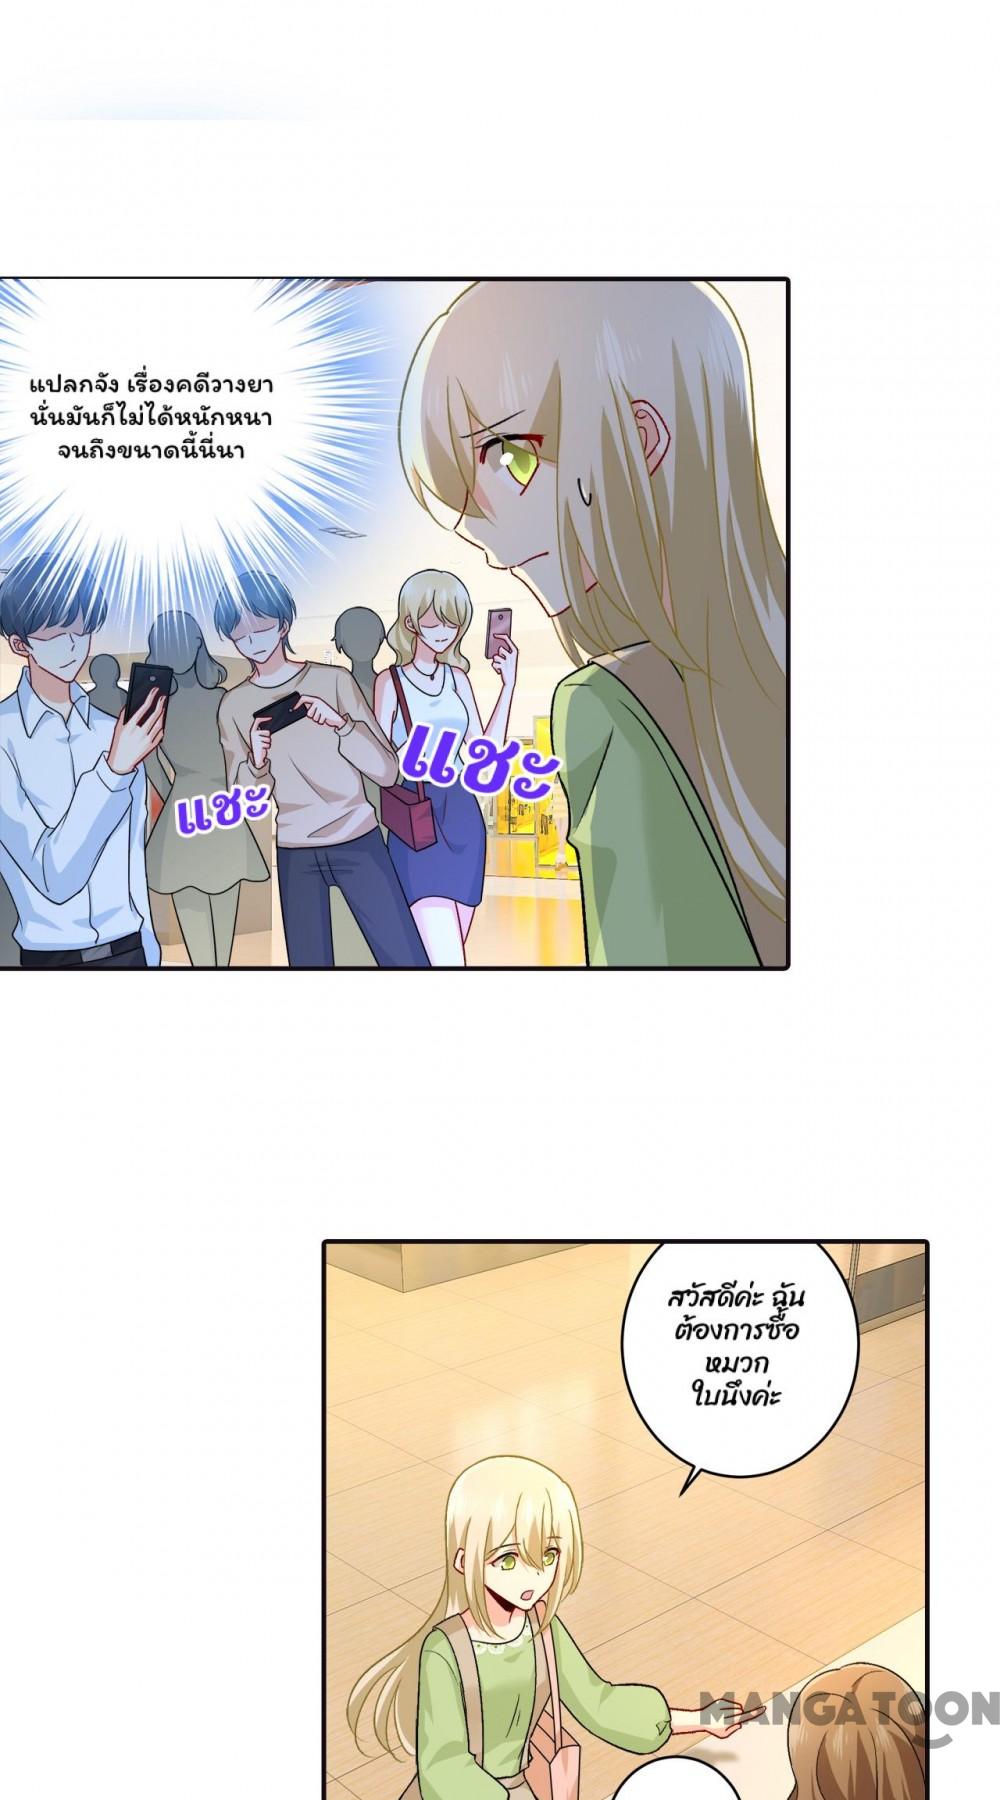 แปลกจัง เรื่องคดีวางยา
นั่นมันก็ไม่ได้หนักหนา
จนถึงขนาดนี้นี่นา
แชะ
แชะ
สวัสดีค่ะ ฉัน
ต้องการซื้อ
หมวก
ใบนึงค่ะ
MANGATOON